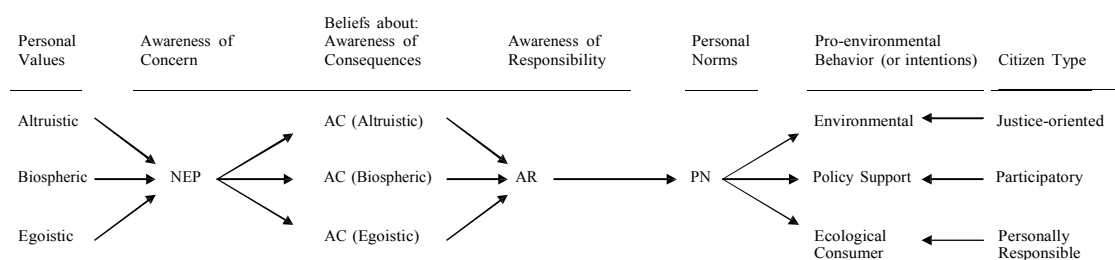 Personal
Values
Awareness of
Concern
Beliefs about:
Awareness of
Consequences
Awareness of
Responsibility
Personal
Norms
Pro-environmental
Behavior (or intentions)
Citizen Type
Altruistic
AC (Altruistic)
Environmental
Justice-oriented
Biospheric
NEP
AC (Biospheric)
AR
PN
Policy Support
Participatory
Egoistic
AC (Egoistic)
Ecological
Consumer
Personally
Responsible